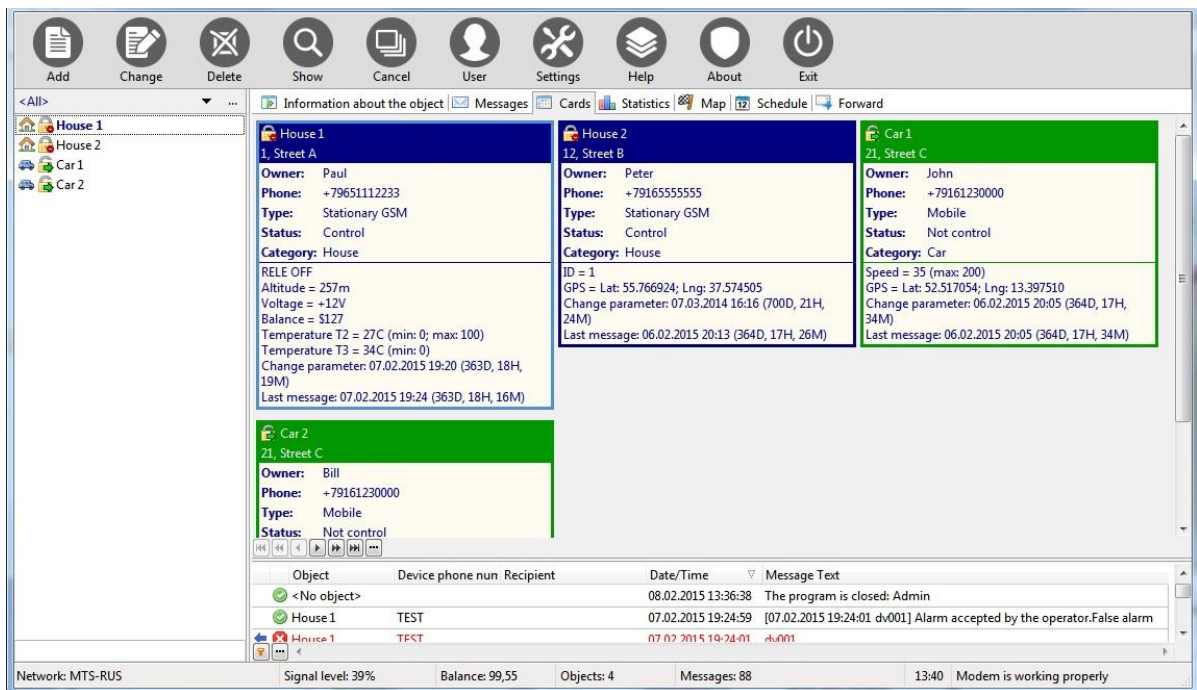 Add Change Delete Show Cancel User Settings Help About Exit
<All> ...
Information about the object Messages Cards Statistics Map 12 Schedule Forward
House 1
House 2
Car 1
Car 2
House 1
1, Street A
Owner: Paul
Phone: +79651112233
Type: Stationary GSM
Status: Control
Category: House
RELE OFF
Altitude = 257m
Voltage = +12V
Balance = $127
Temperature T2 = 27C (min: 0; max: 100)
Temperature T3 = 34C (min: 0)
Change parameter: 07.02.2015 19:20 (363D, 18H,
19M)
Last message: 07.02.2015 19:24 (363D, 18H, 16M)
House 2
12, Street B
Owner: Peter
Phone: +79165555555
Type: Stationary GSM
Status: Control
Category: House
ID = 1
GPS = Lat: 55.766924; Lng: 37.574505
Change parameter: 07.03.2014 16:16 (700D, 21H,
24M)
Last message: 06.02.2015 20:13 (364D, 17H, 26M)
Car 1
21, Street C
Owner: John
Phone: +79161230000
Type: Mobile
Status: Not control
Category: Car
Speed = 35 (max: 200)
GPS = Lat: 52.517054; Lng: 13.397510
Change parameter: 06.02.2015 20:05 (364D, 17H,
34M)
Last message: 06.02.2015 20:05 (364D, 17H, 34M)
Car 2
21, Street C
Owner: Bill
Phone: +79161230000
Type: Mobile
Status: Not control
Object Device phone num Recipient Date/Time Message Text
<No object> 08.02.2015 13:36:38 The program is closed: Admin
House 1 TEST 07.02.2015 19:24:59 [07.02.2015 19:24:01 dv001] Alarm accepted by the operator.False alarm
House 1 TEST 07.02.2015 19:24:01 dv001
Network: MTS-RUS Signal level: 39% Balance: 99,55 Objects: 4 Messages: 88 13:40 Modem is working properly